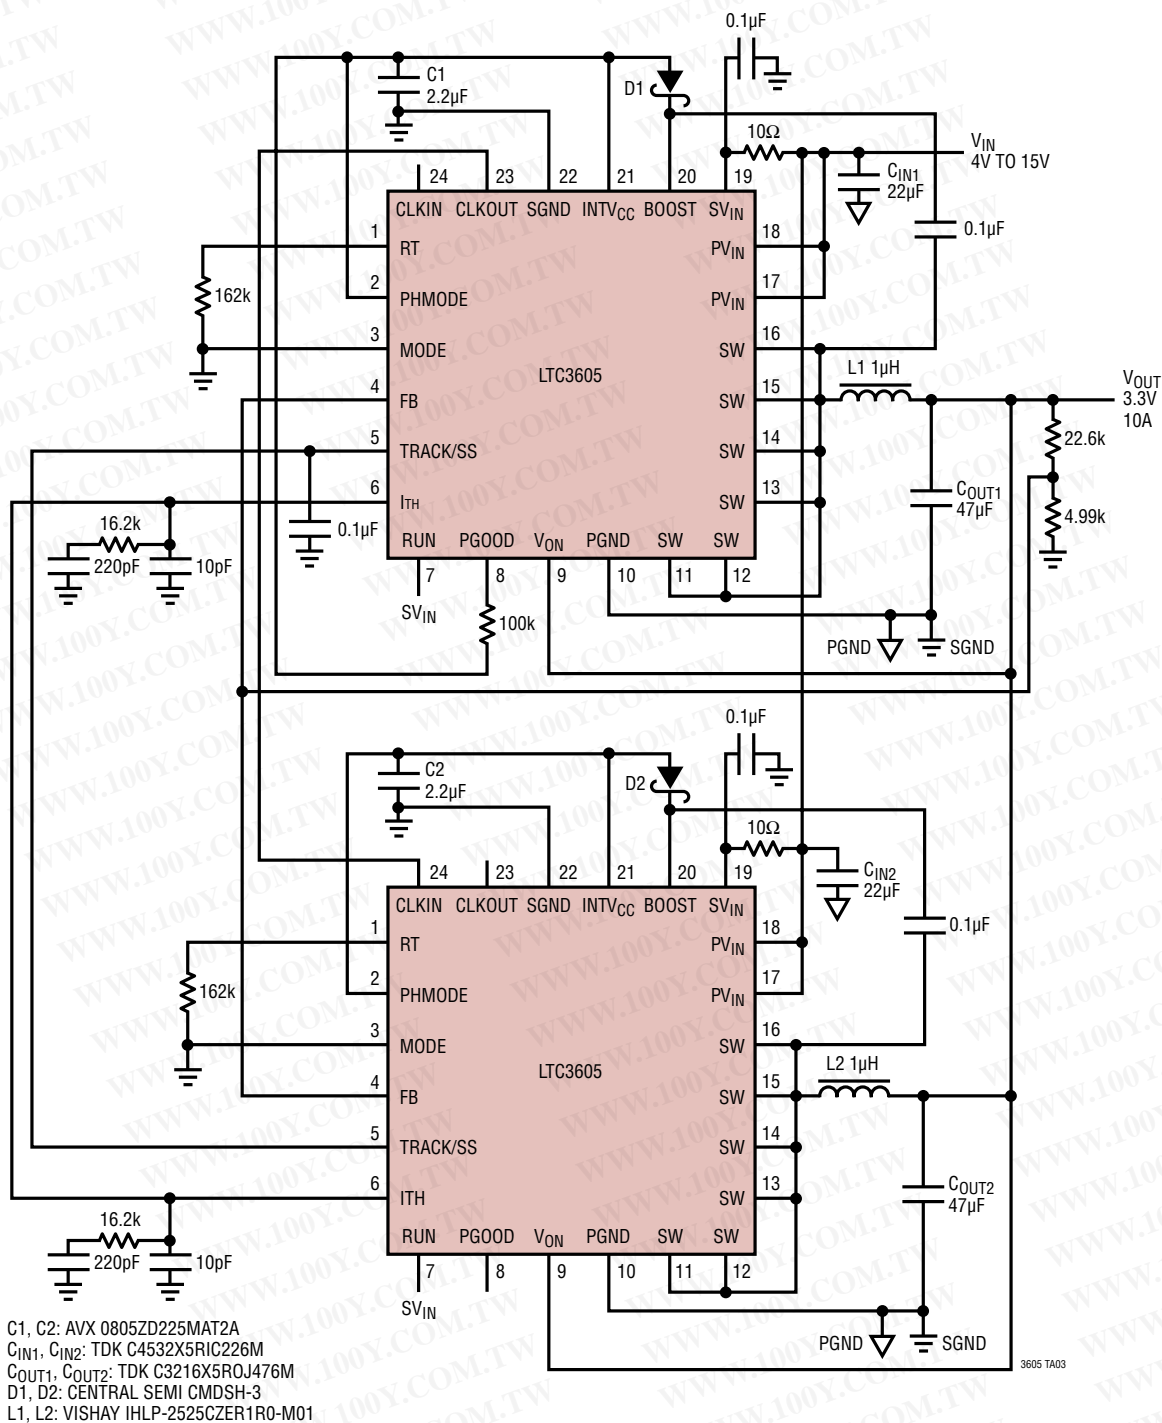 0.1µF
C1
2.2µF
D1
10Ω
VIN
4V TO 15V
CIN1
22µF
0.1µF
24 23 22 21 20 19
CLKIN CLKOUT SGND INTVCC BOOST SVIN
1 RT
2 PHMODE
3 MODE
4 FB
5 TRACK/SS
6 ITH
162k
LTC3605
18 PVIN
17 PVIN
16 SW
15 SW
14 SW
13 SW
L1 1µH
VOUT
3.3V
10A
22.6k
4.99k
COUT1
47µF
16.2k
220pF
10pF
0.1µF
RUN PGOOD VON PGND SW SW
7 8 9 10 11 12
SVIN
100k
PGND
SGND
0.1µF
C2
2.2µF
D2
10Ω
CIN2
22µF
0.1µF
24 23 22 21 20 19
CLKIN CLKOUT SGND INTVCC BOOST SVIN
1 RT
2 PHMODE
3 MODE
4 FB
5 TRACK/SS
6 ITH
162k
LTC3605
18 PVIN
17 PVIN
16 SW
15 SW
14 SW
13 SW
L2 1µH
COUT2
47µF
16.2k
220pF
10pF
RUN PGOOD VON PGND SW SW
7 8 9 10 11 12
SVIN
PGND
SGND
3605 TA03
C1, C2: AVX 0805ZD225MAT2A
CIN1, CIN2: TDK C4532X5RIC226M
COUT1, COUT2: TDK C3216X5ROJ476M
D1, D2: CENTRAL SEMI CMDSH-3
L1, L2: VISHAY IHLP-2525CZER1R0-M01
WWW.100Y.COM.TW